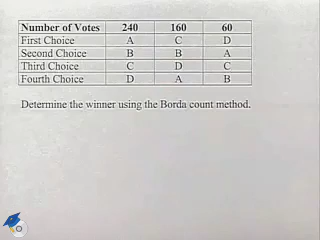 Number of Votes 240 160 60
First Choice A C D
Second Choice B B A
Third Choice C D C
Fourth Choice D A B
Determine the winner using the Borda count method.